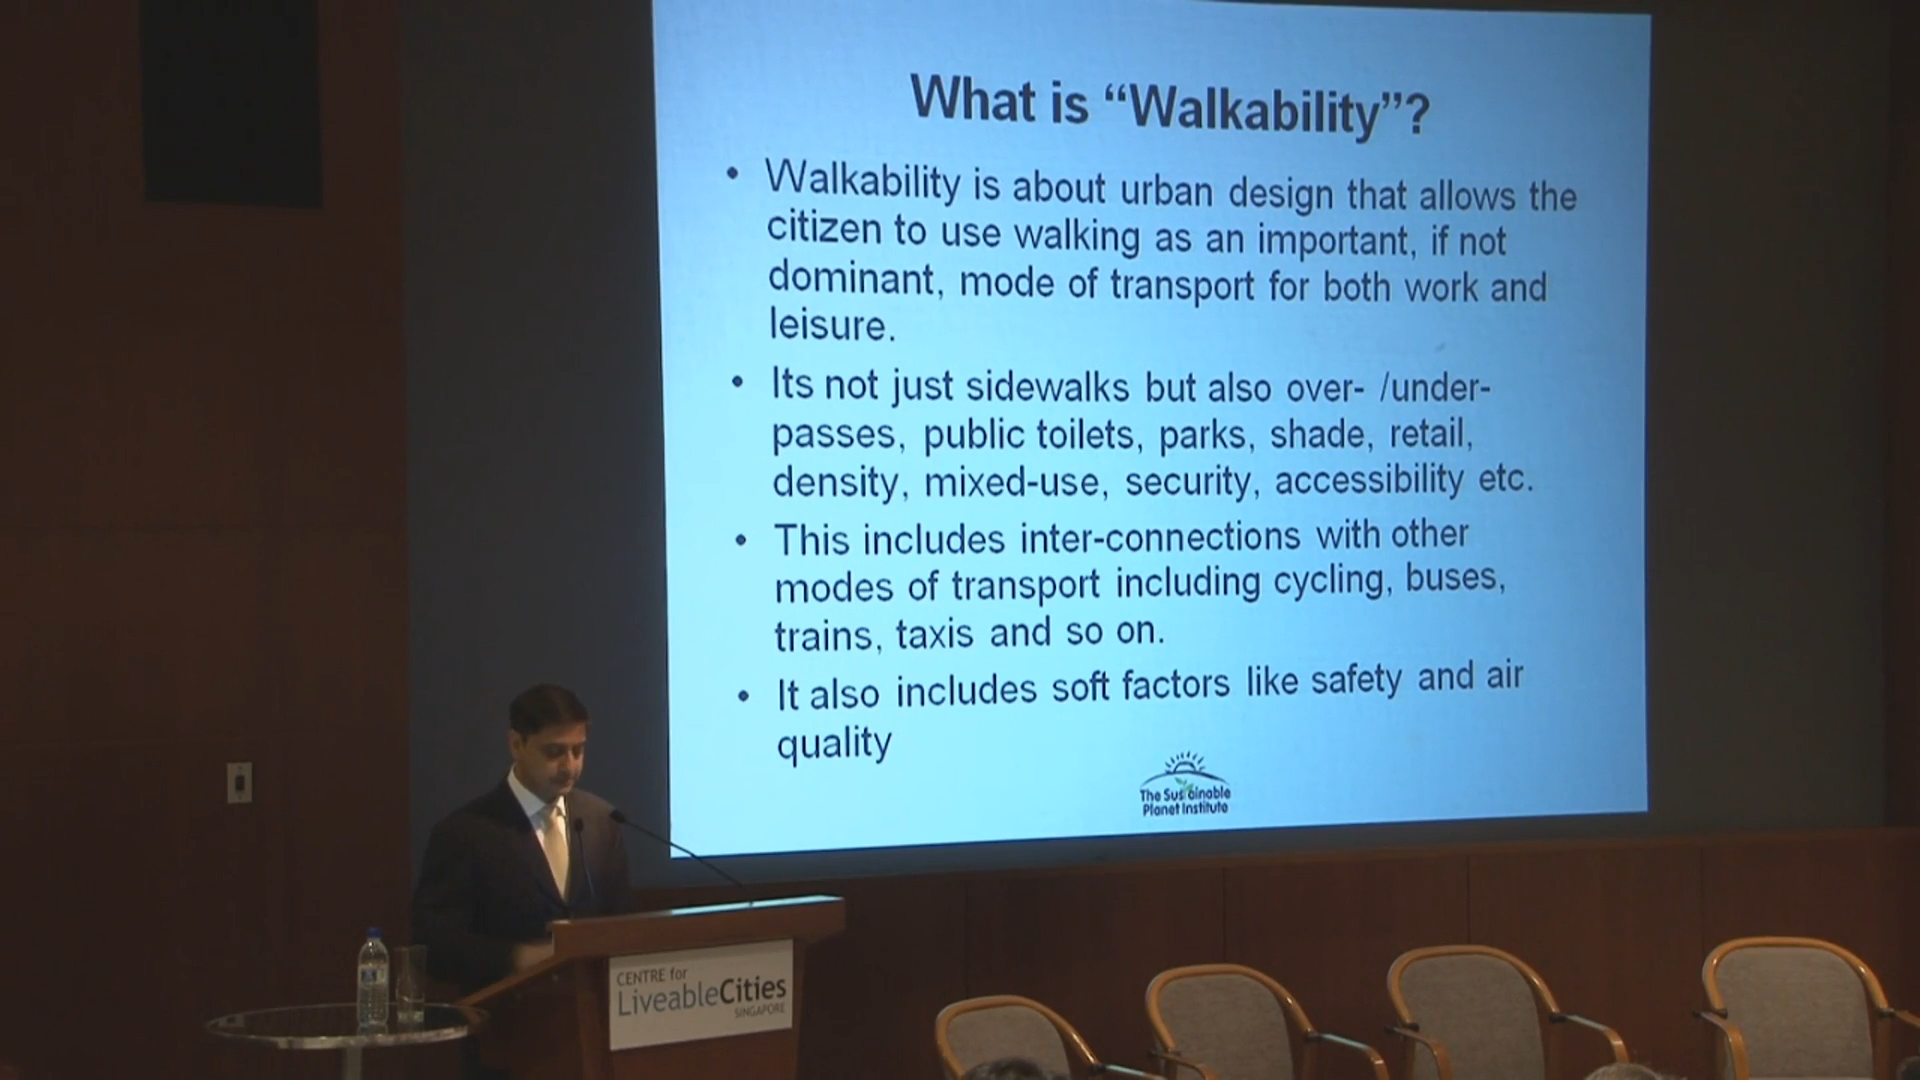 What is “Walkability”?
• Walkability is about urban design that allows the
citizen to use walking as an important, if not
dominant, mode of transport for both work and
leisure.
• Its not just sidewalks but also over- /under-
passes, public toilets, parks, shade, retail,
density, mixed-use, security, accessibility etc.
• This includes inter-connections with other
modes of transport including cycling, buses,
trains, taxis and so on.
• It also includes soft factors like safety and air
quality
The Sustainable
Planet Institute
CENTRE for
LiveableCities
SINGAPORE